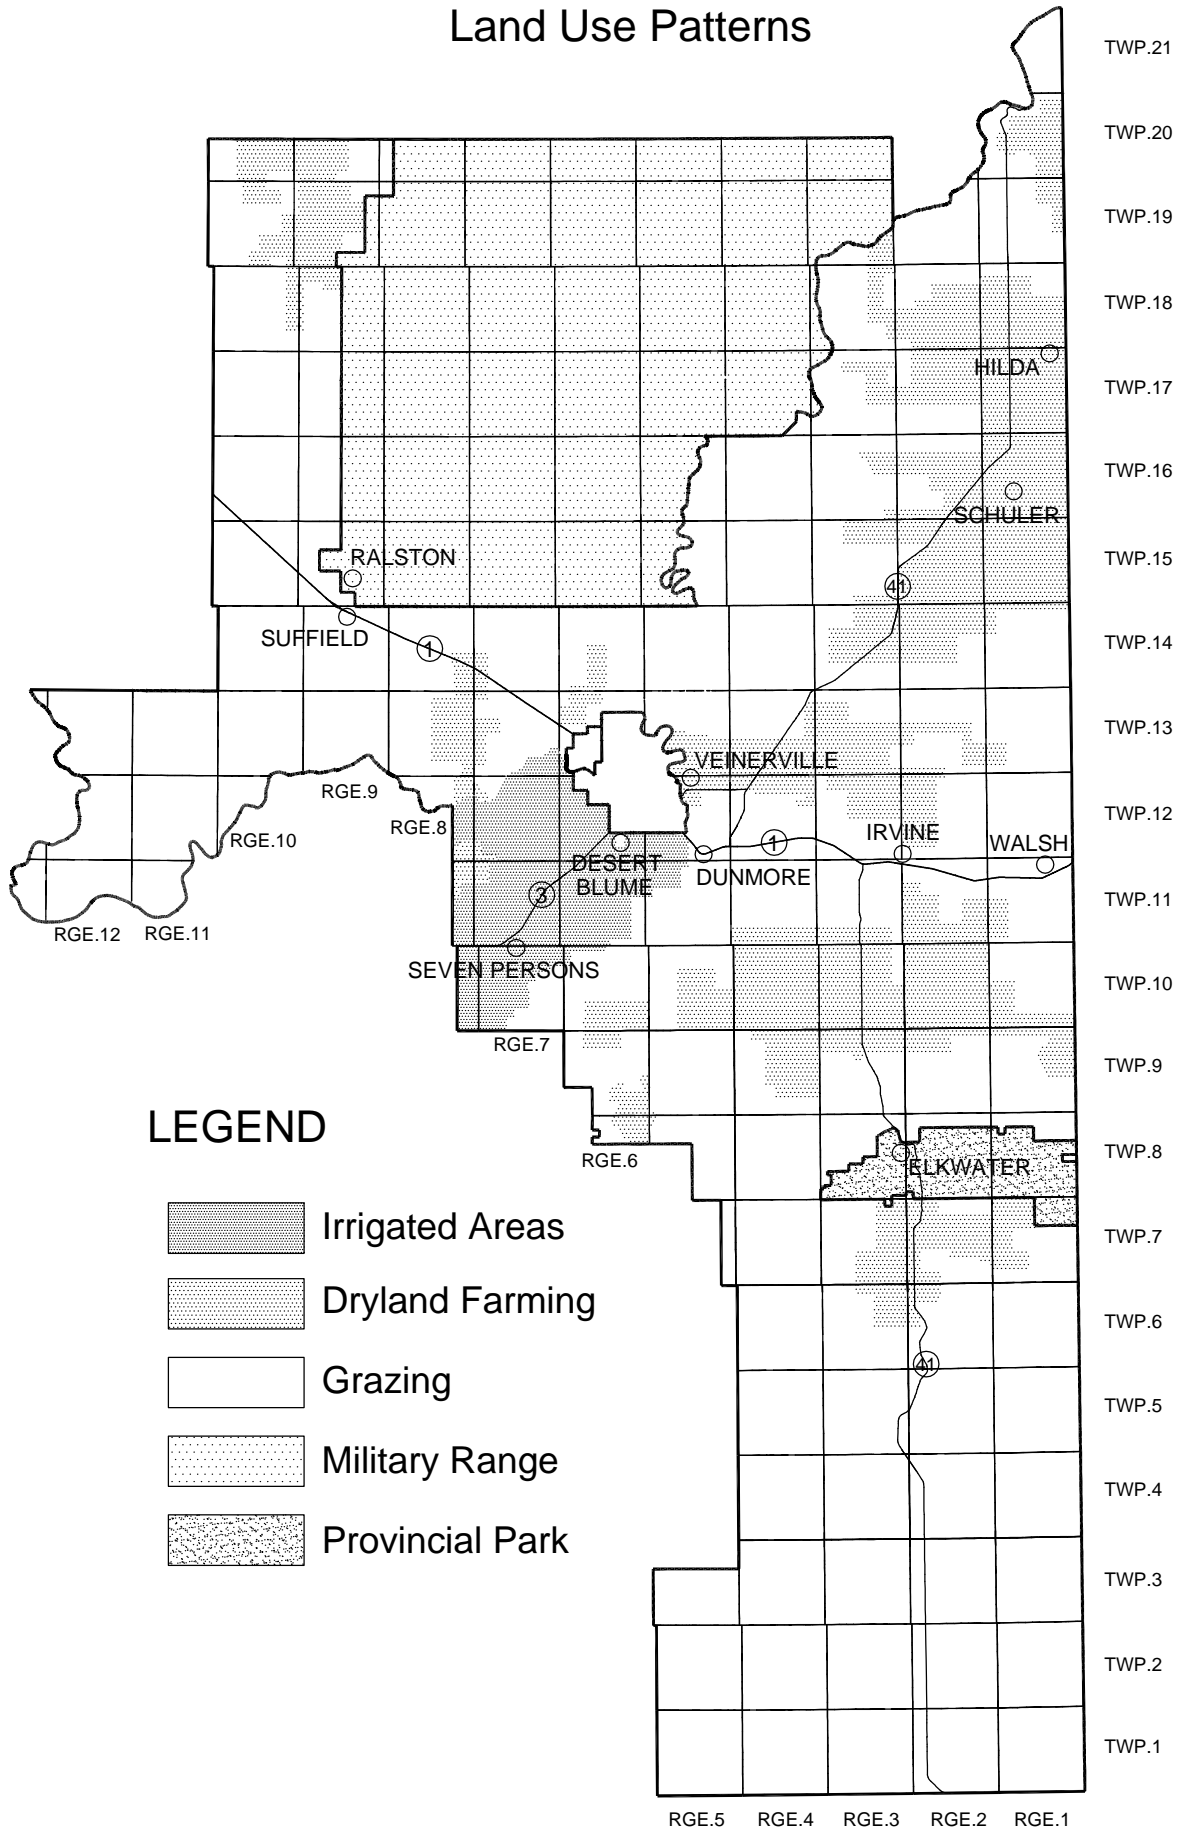 Land Use Patterns
TWP.21
TWP.20
TWP.19
TWP.18
HILDA
TWP.17
TWP.16
SCHULER
RALSTON
TWP.15
41
SUFFIELD
1
TWP.14
TWP.13
VEINERVILLE
RGE.9
TWP.12
RGE.8
RGE.10
IRVINE
1
WALSH
DESERT
BLUME
DUNMORE
3
TWP.11
RGE.12
RGE.11
SEVEN PERSONS
TWP.10
RGE.7
TWP.9
LEGEND
TWP.8
RGE.6
ELKWATER
Irrigated Areas
TWP.7
Dryland Farming
TWP.6
41
Grazing
TWP.5
Military Range
TWP.4
Provincial Park
TWP.3
TWP.2
TWP.1
RGE.5
RGE.4
RGE.3
RGE.2
RGE.1